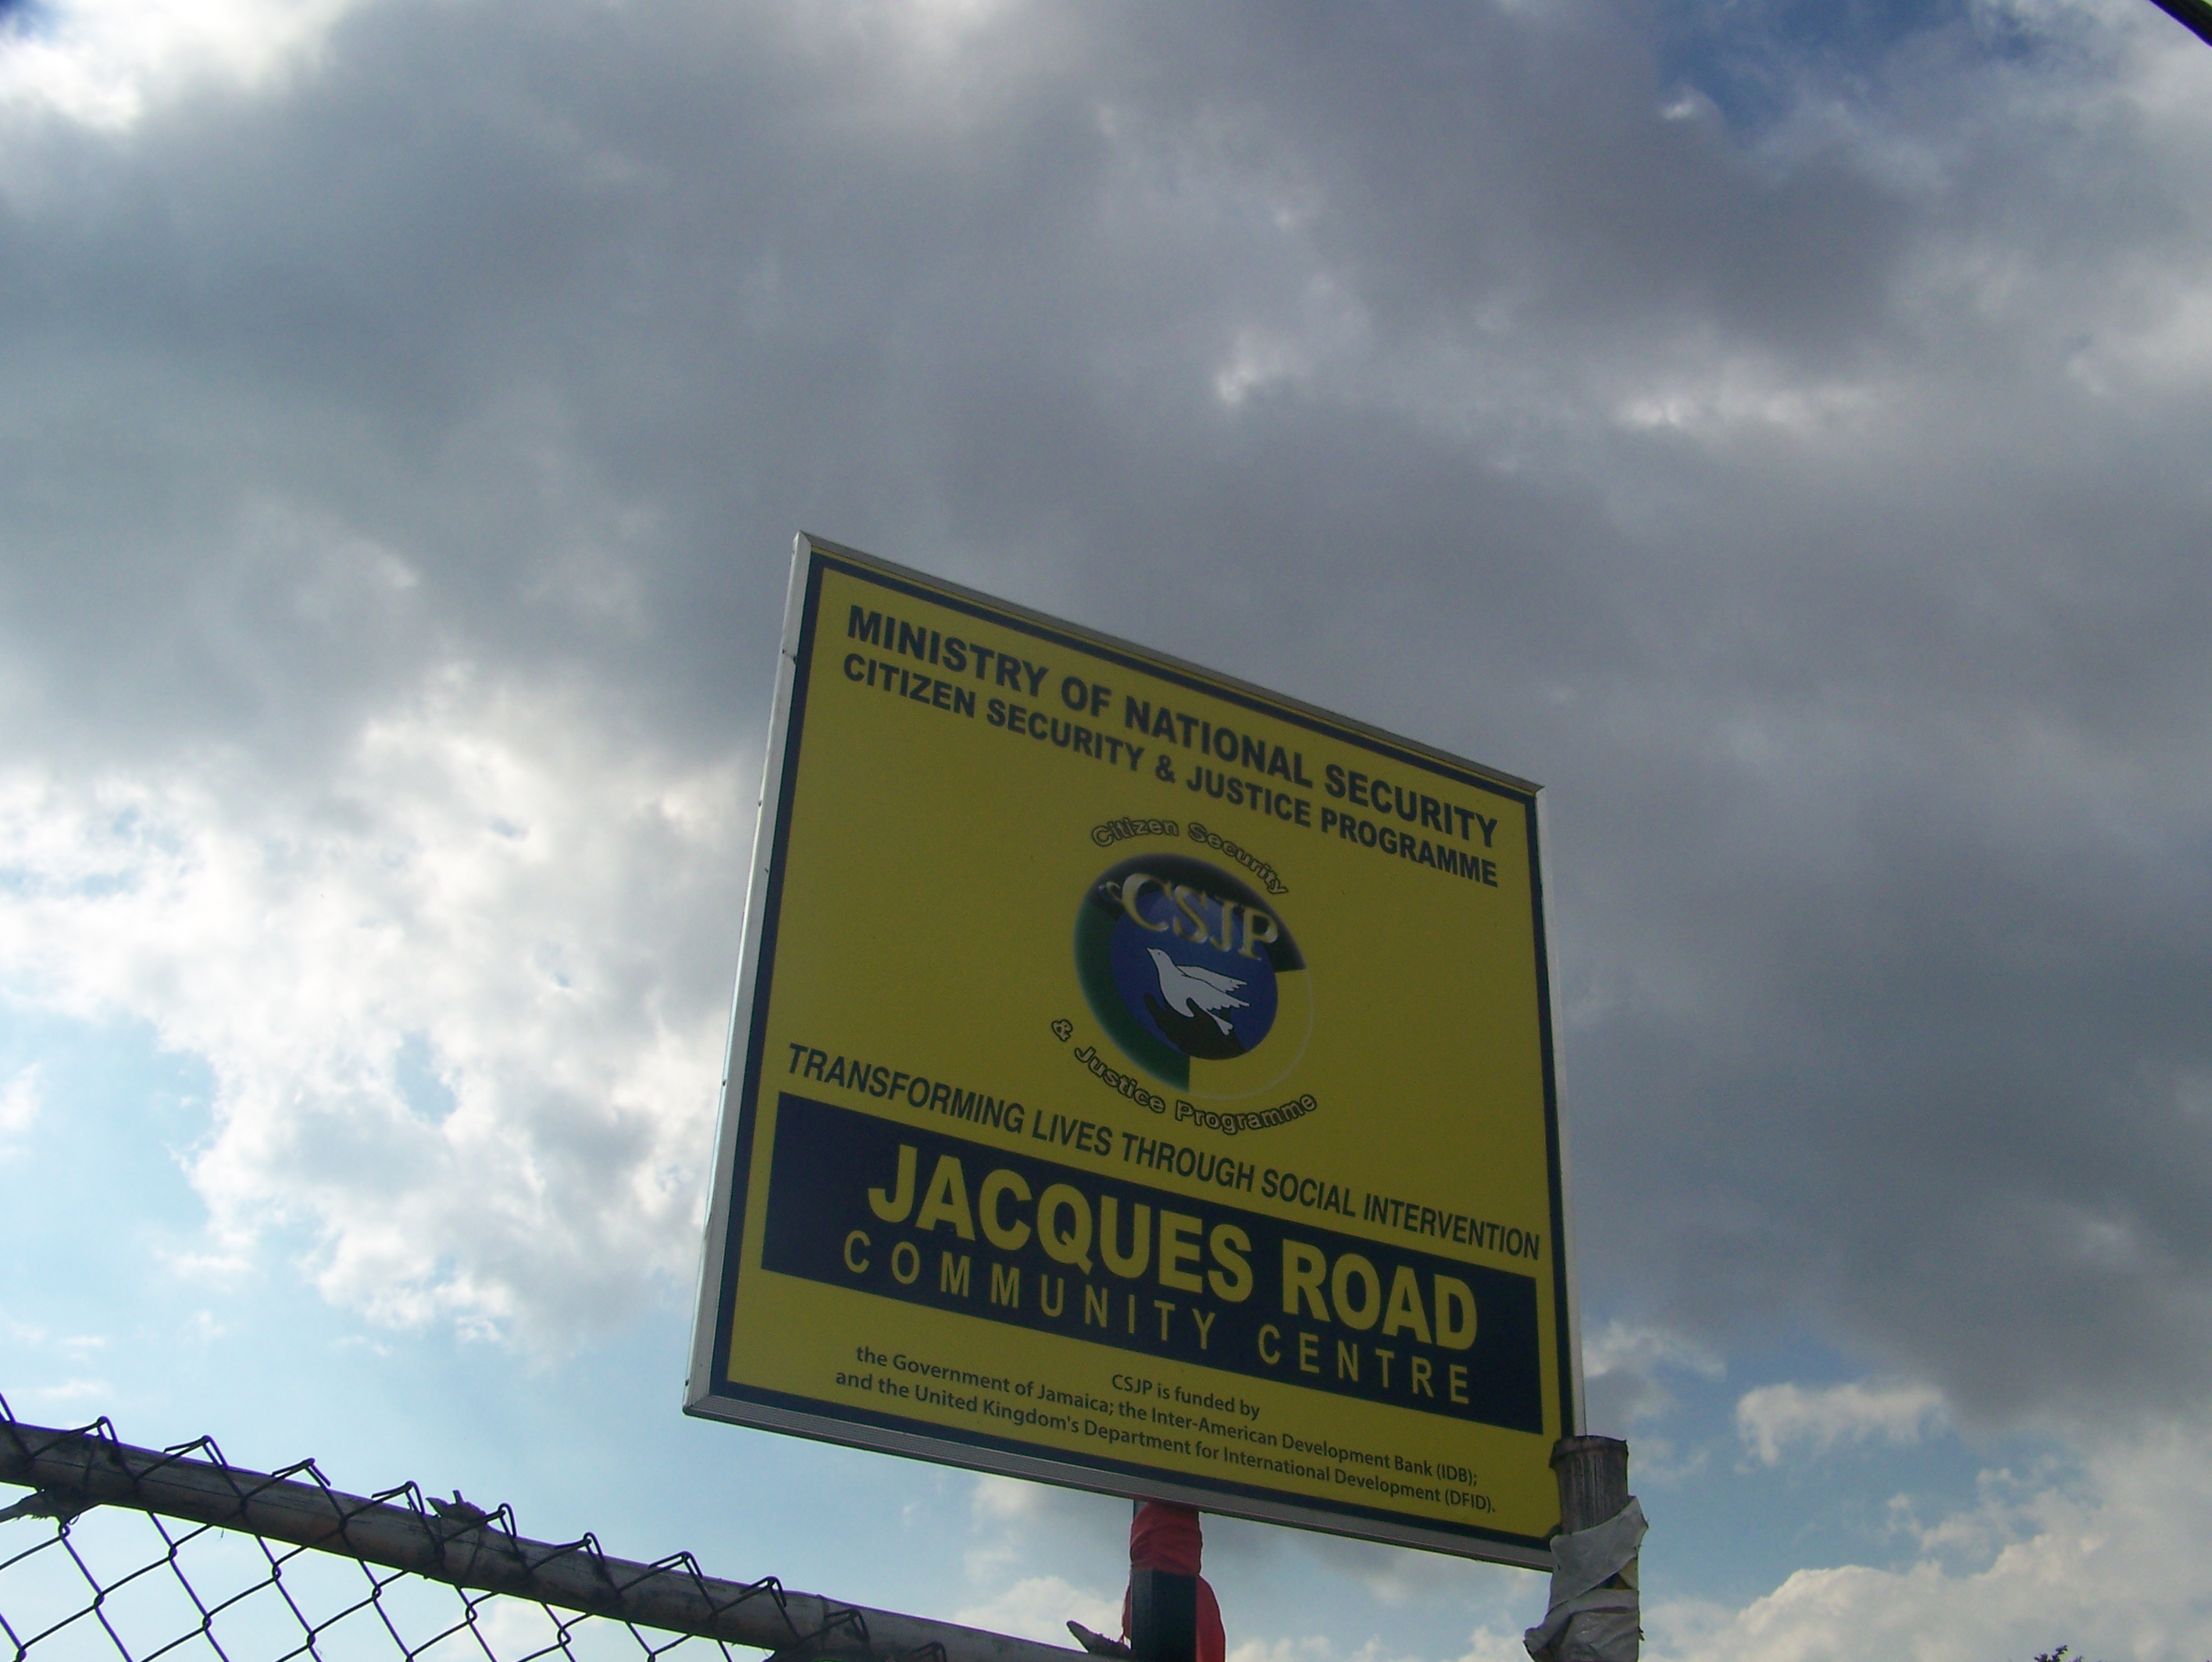 MINISTRY OF NATIONAL SECURITY
CITIZEN SECURITY & JUSTICE PROGRAMME
Citizen Security
CSJP
& Justice Programme
TRANSFORMING LIVES THROUGH SOCIAL INTERVENTION
JACQUES ROAD
COMMUNITY CENTRE
CSJP is funded by
the Government of Jamaica; the Inter-American Development Bank (IDB);
and the United Kingdom's Department for International Development (DFID).